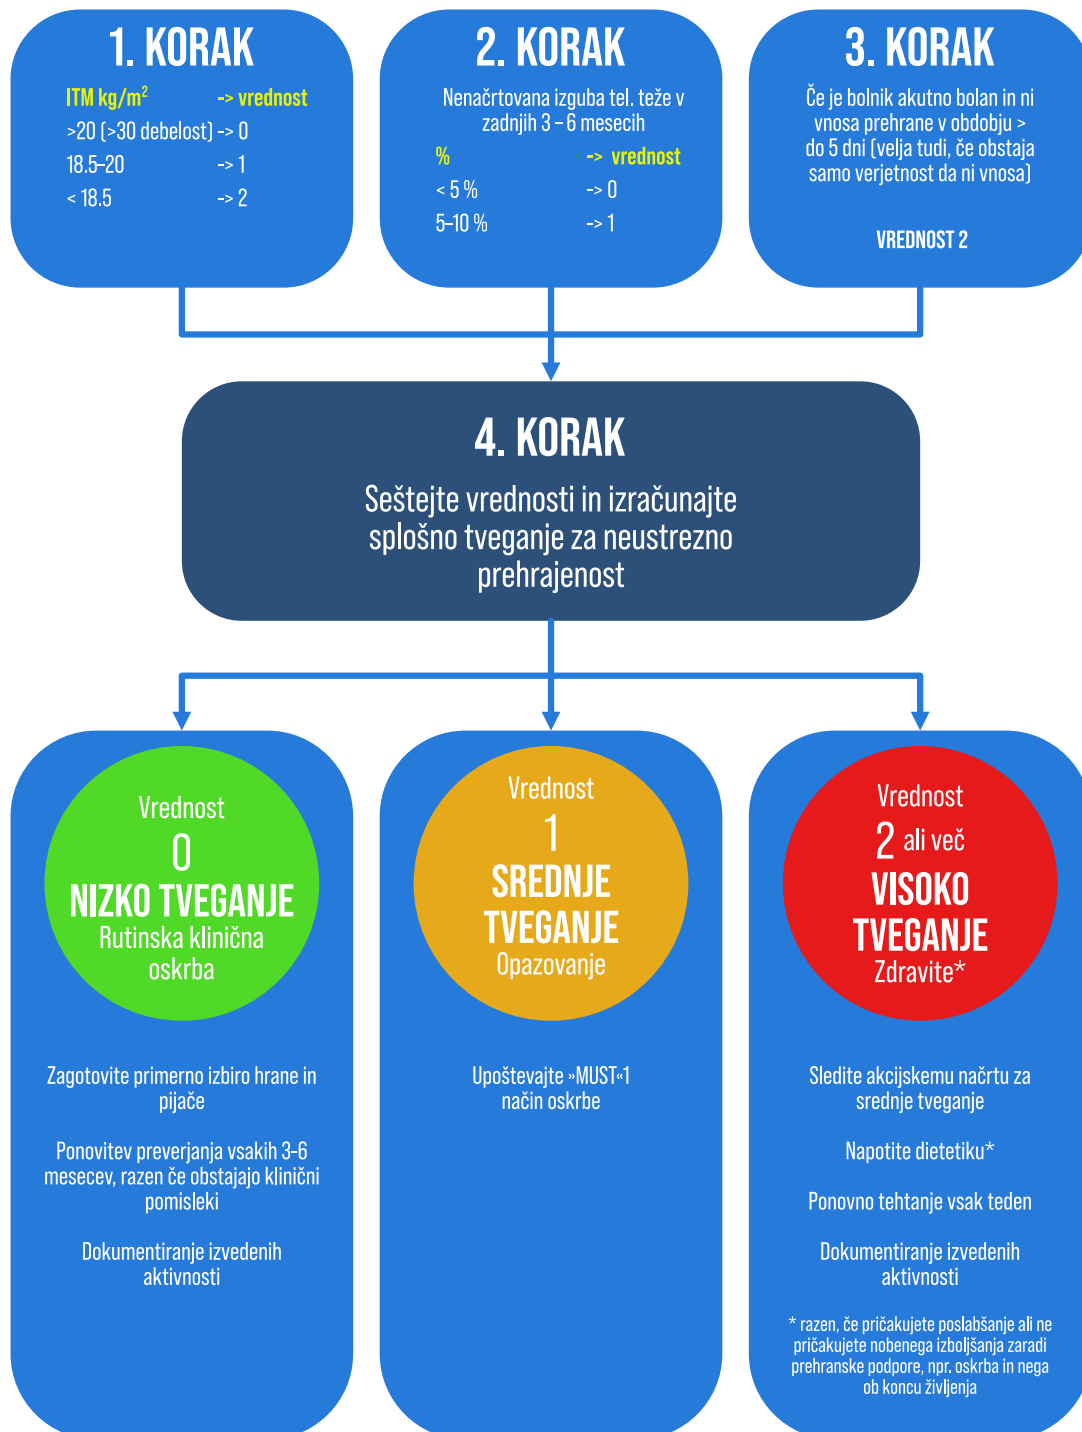 1. KORAK
ITM kg/m² -> vrednost
>20 (>30 debelost) -> 0
18.5–20 -> 1
< 18.5 -> 2
2. KORAK
Nenačrtovana izguba tel. teže v
zadnjih 3 – 6 mesecih
% -> vrednost
< 5 % -> 0
5–10 % -> 1
3. KORAK
Če je bolnik akutno bolan in ni
vnosa prehrane v obdobju >
do 5 dni (velja tudi, če obstaja
samo verjetnost da ni vnosa)
VREDNOST 2
4. KORAK
Seštejte vrednosti in izračunajte
splošno tveganje za neustrezno
prehrajenost
Vrednost
0
NIZKO TVEGANJE
Rutinska klinična
oskrba
Zagotovite primerno izbiro hrane in
pijače
Ponovitev preverjanja vsakih 3-6
mesecev, razen če obstajajo klinični
pomisleki
Dokumentiranje izvedenih
aktivnosti
Vrednost
1
SREDNJE
TVEGANJE
Opazovanje
Upoštevajte »MUST«1
način oskrbe
Vrednost
2 ali več
VISOKO
TVEGANJE
Zdravite*
Sledite akcijskemu načrtu za
srednje tveganje
Napotite dietetiku*
Ponovno tehtanje vsak teden
Dokumentiranje izvedenih
aktivnosti
* razen, če pričakujete poslabšanje ali ne
pričakujete nobenega izboljšanja zaradi
prehranske podpore, npr. oskrba in nega
ob koncu življenja